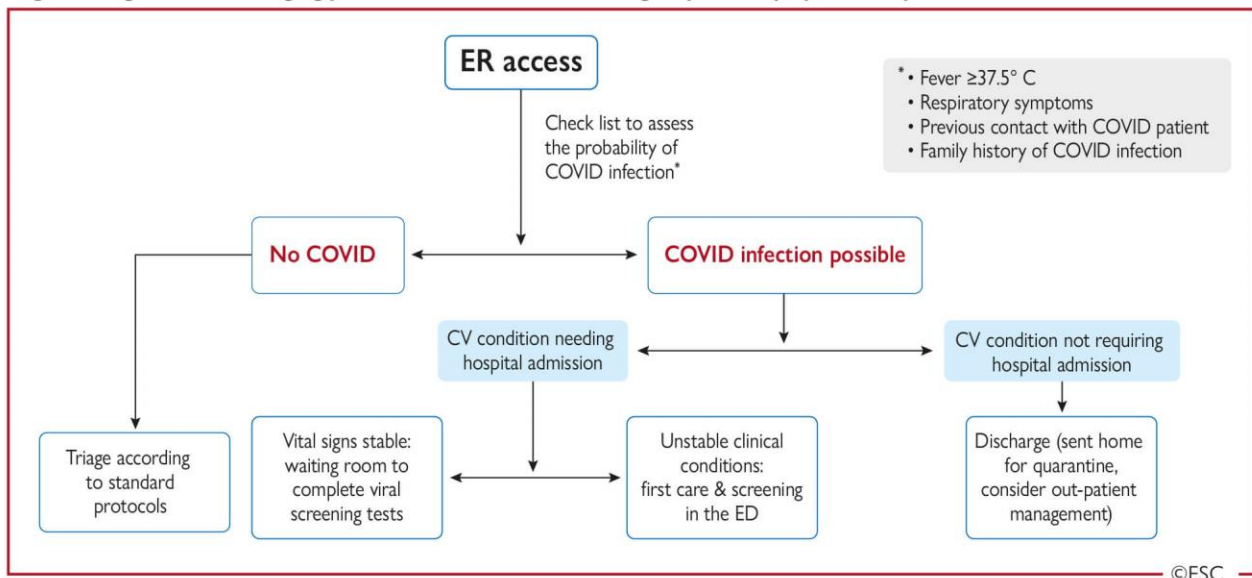 ER access
* • Fever ≥37.5° C
• Respiratory symptoms
• Previous contact with COVID patient
• Family history of COVID infection
Check list to assess
the probability of
COVID infection*
No COVID
COVID infection possible
CV condition needing
hospital admission
CV condition not requiring
hospital admission
Triage according
to standard
protocols
Vital signs stable:
waiting room to
complete viral
screening tests
Unstable clinical
conditions:
first care & screening
in the ED
Discharge (sent home
for quarantine,
consider out-patient
management)
©ESC